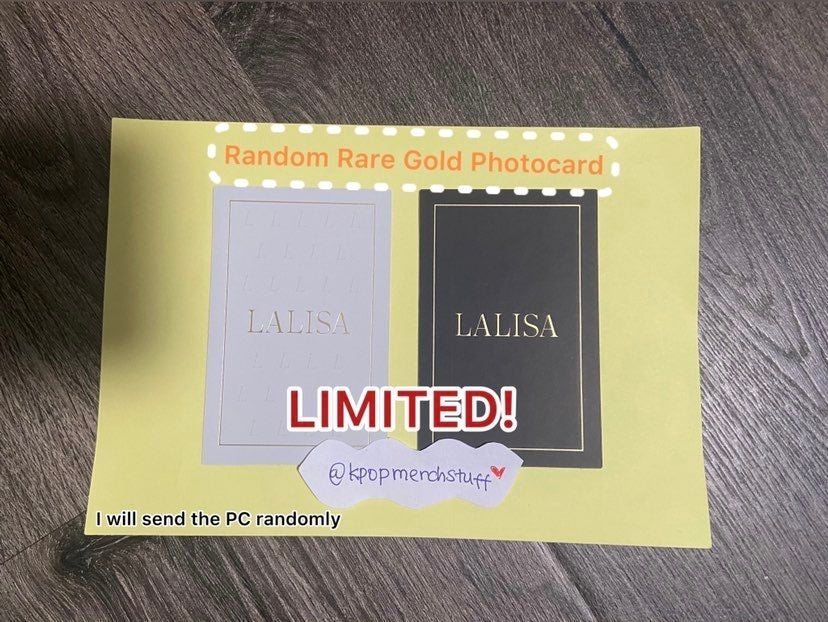 Random Rare Gold Photocard
L L L L L
L L L L
L L L L L
LALISA
LALISA
L L L L
L L L L L
LIMITED!
@kpopmerchstuff
I will send the PC randomly